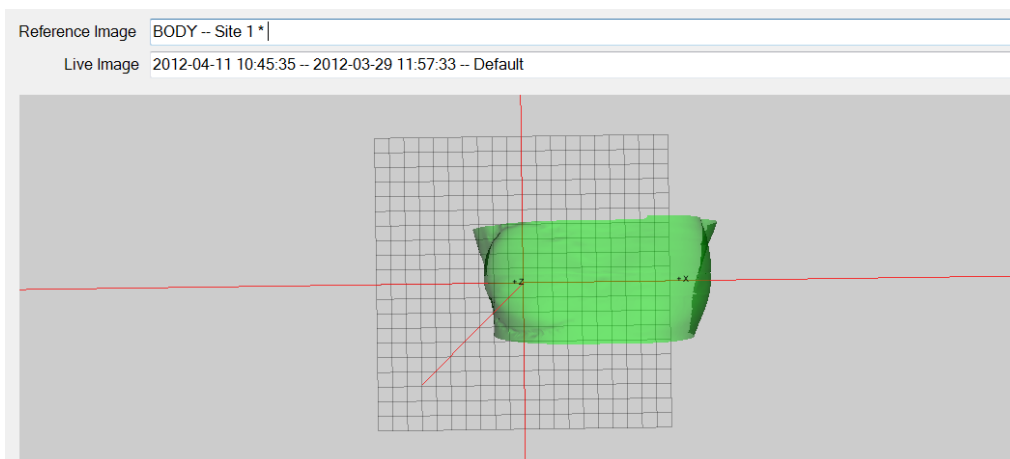 Reference Image BODY -- Site 1 *
Live Image 2012-04-11 10:45:35 -- 2012-03-29 11:57:33 -- Default
+Z +X